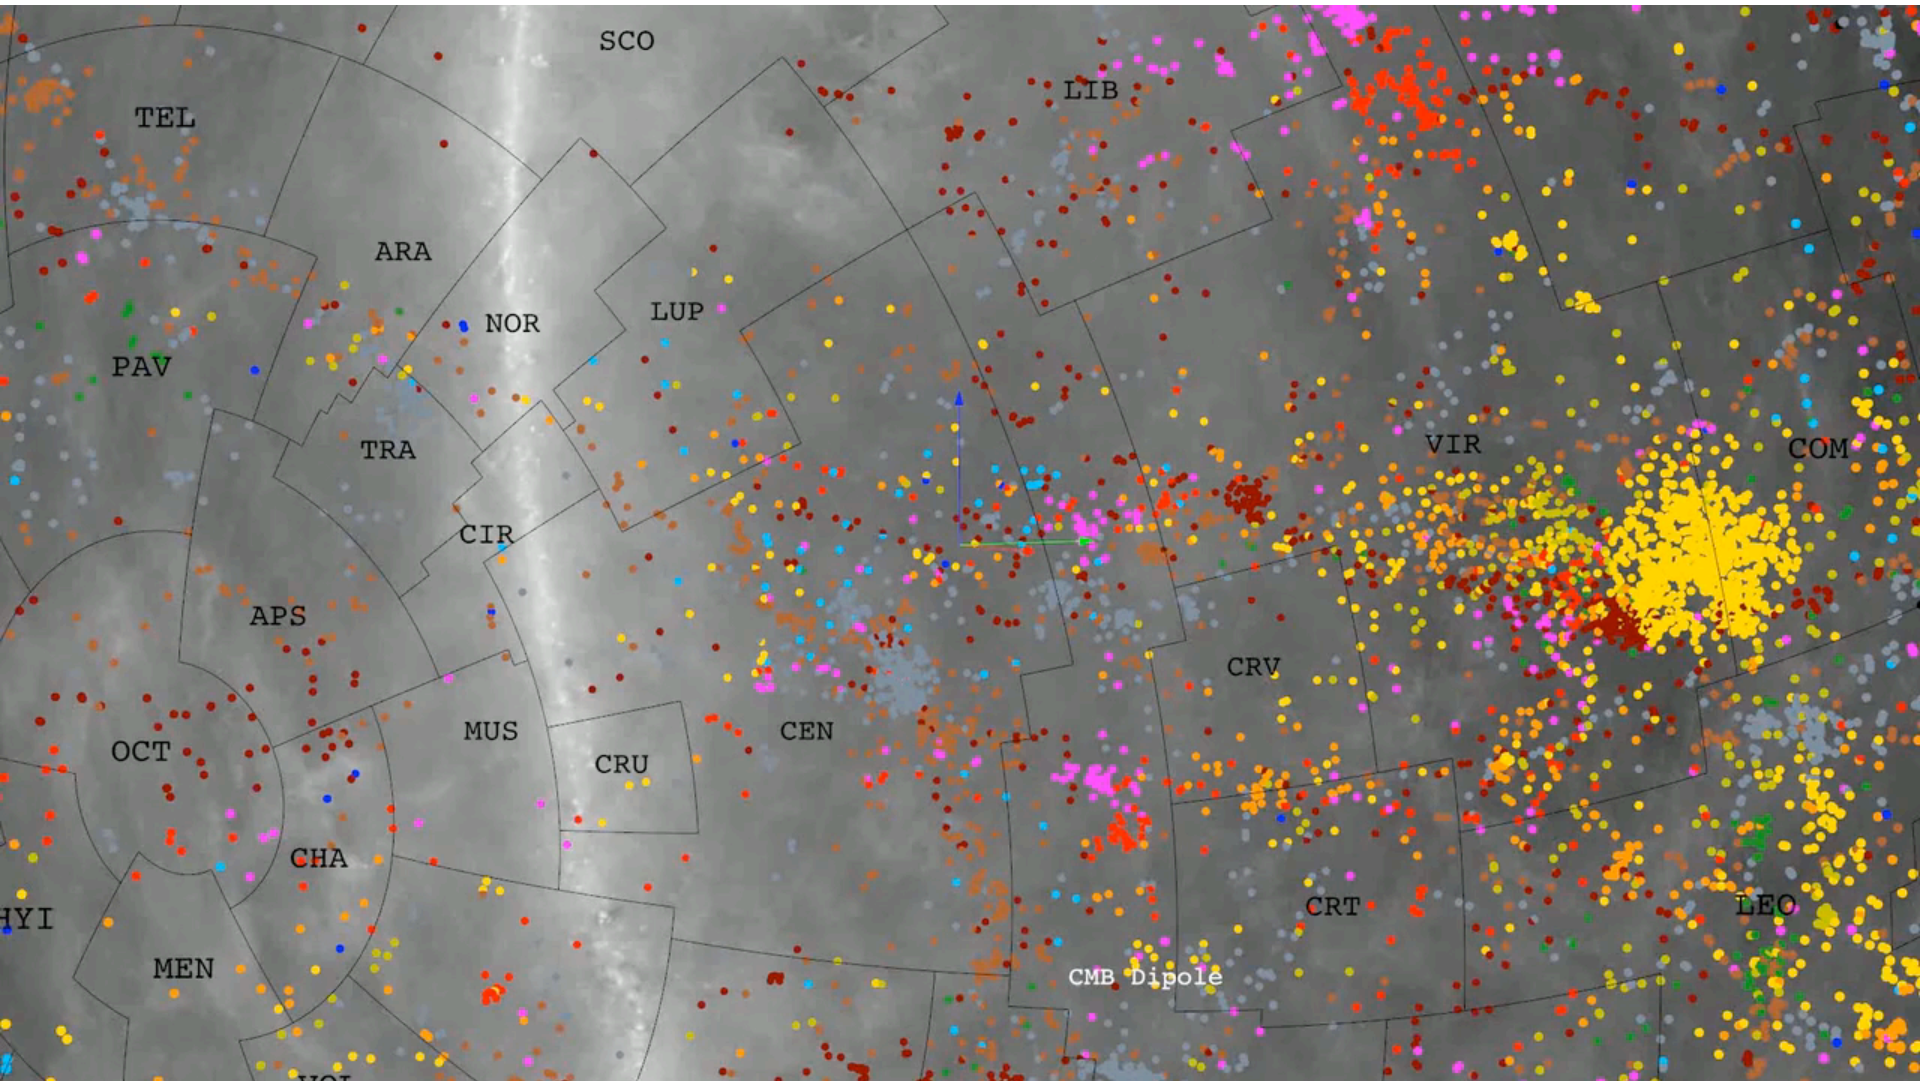 SCO
LIB
TEL
ARA
LUP
NOR
PAV
VIR
COM
TRA
CIR
APS
CRV
MUS
CEN
OCT
CRU
CHA
CRT
LEO
HYI
MEN
CMB Dipole